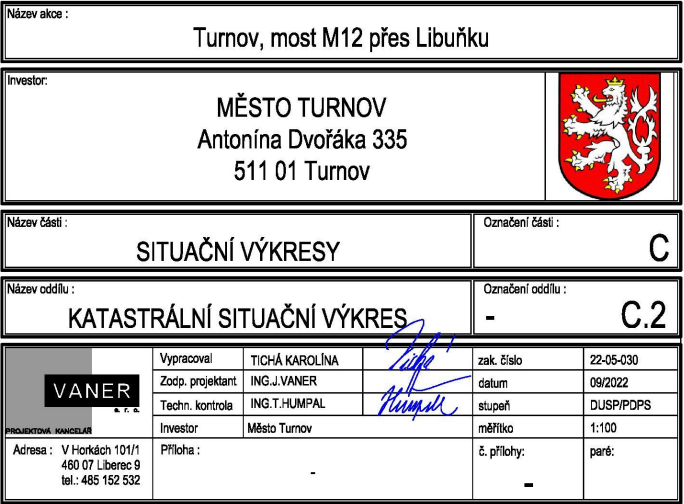 Název akce :
Turnov, most M12 přes Libuňku
Investor:
MĚSTO TURNOV
Antonína Dvořáka 335
511 01 Turnov
Název části :
SITUAČNÍ VÝKRESY
Označení části :
C
Název oddílu :
KATASTRÁLNÍ SITUAČNÍ VÝKRES
Označení oddílu :
- C.2
VANER
s. r. o.
PROJEKTOVÁ KANCELÁŘ
Vypracoval TICHÁ KAROLÍNA Tichá zak. číslo 22-05-030
Zodp. projektant ING.J.VANER datum 09/2022
Techn. kontrola ING.T.HUMPAL Humpal stupeň DUSP/PDPS
Investor Město Turnov měřítko 1:100
Adresa : V Horkách 101/1
460 07 Liberec 9
tel.: 485 152 532
Příloha :
-
č. přílohy:
-
paré: